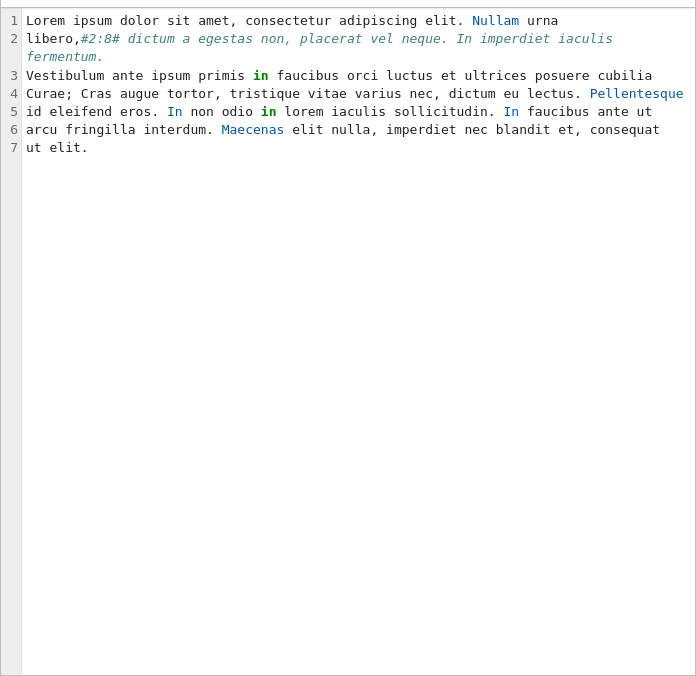 1 Lorem ipsum dolor sit amet, consectetur adipiscing elit. Nullam urna
2 libero,#2:8# dictum a egestas non, placerat vel neque. In imperdiet iaculis
fermentum.
3 Vestibulum ante ipsum primis in faucibus orci luctus et ultrices posuere cubilia
4 Curae; Cras augue tortor, tristique vitae varius nec, dictum eu lectus. Pellentesque
5 id eleifend eros. In non odio in lorem iaculis sollicitudin. In faucibus ante ut
6 arcu fringilla interdum. Maecenas elit nulla, imperdiet nec blandit et, consequat
7 ut elit.